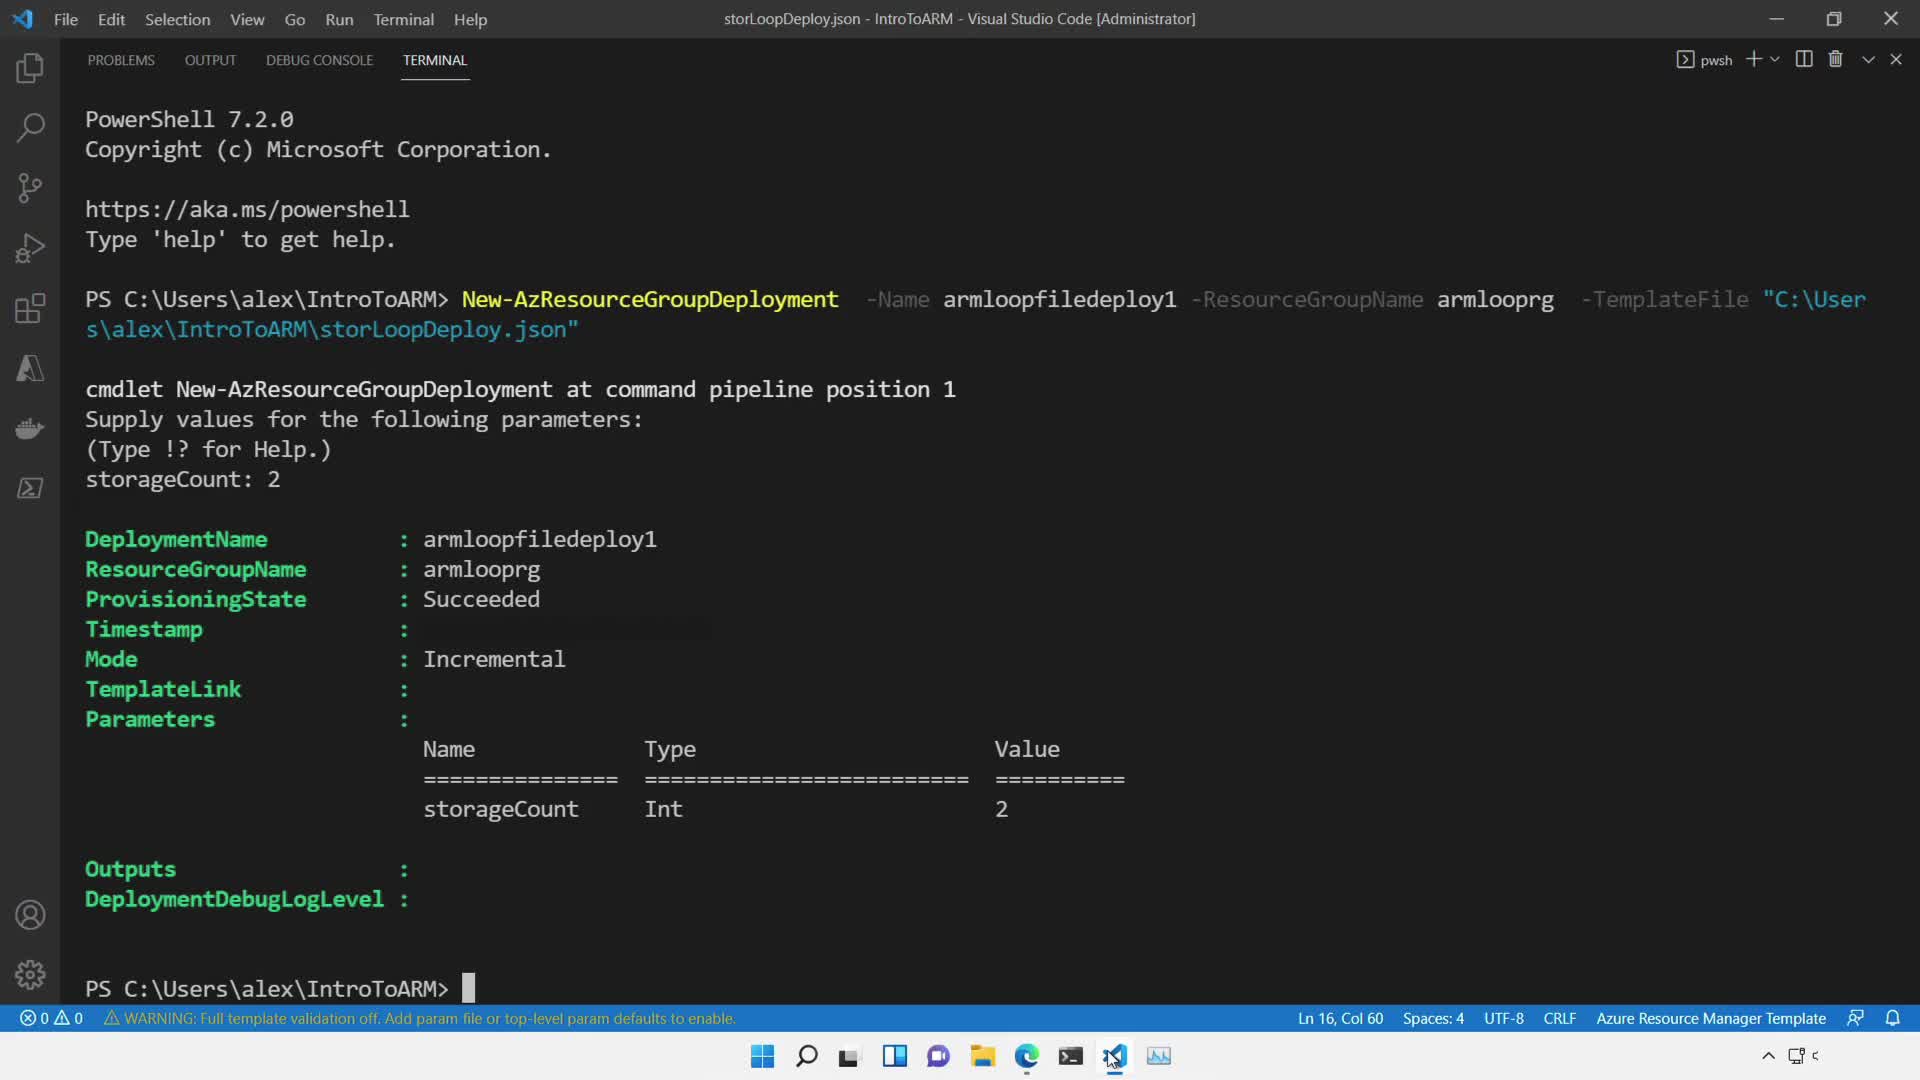 File Edit Selection View Go Run Terminal Help
storLoopDeploy.json - IntroToARM - Visual Studio Code [Administrator]
PROBLEMS OUTPUT DEBUG CONSOLE TERMINAL
pwsh
PowerShell 7.2.0
Copyright (c) Microsoft Corporation.
https://aka.ms/powershell
Type 'help' to get help.
PS C:\Users\alex\IntroToARM> New-AzResourceGroupDeployment -Name armloopfiledeploy1 -ResourceGroupName armlooprg -TemplateFile "C:\User
s\alex\IntroToARM\storLoopDeploy.json"
cmdlet New-AzResourceGroupDeployment at command pipeline position 1
Supply values for the following parameters:
(Type !? for Help.)
storageCount: 2
DeploymentName : armloopfiledeploy1
ResourceGroupName : armlooprg
ProvisioningState : Succeeded
Timestamp :
Mode : Incremental
TemplateLink :
Parameters :
Name Type Value
=============== ========================= ==========
storageCount Int 2
Outputs :
DeploymentDebugLogLevel :
PS C:\Users\alex\IntroToARM>
0 0 WARNING: Full template validation off. Add param file or top-level param defaults to enable.
Ln 16, Col 60 Spaces: 4 UTF-8 CRLF Azure Resource Manager Template